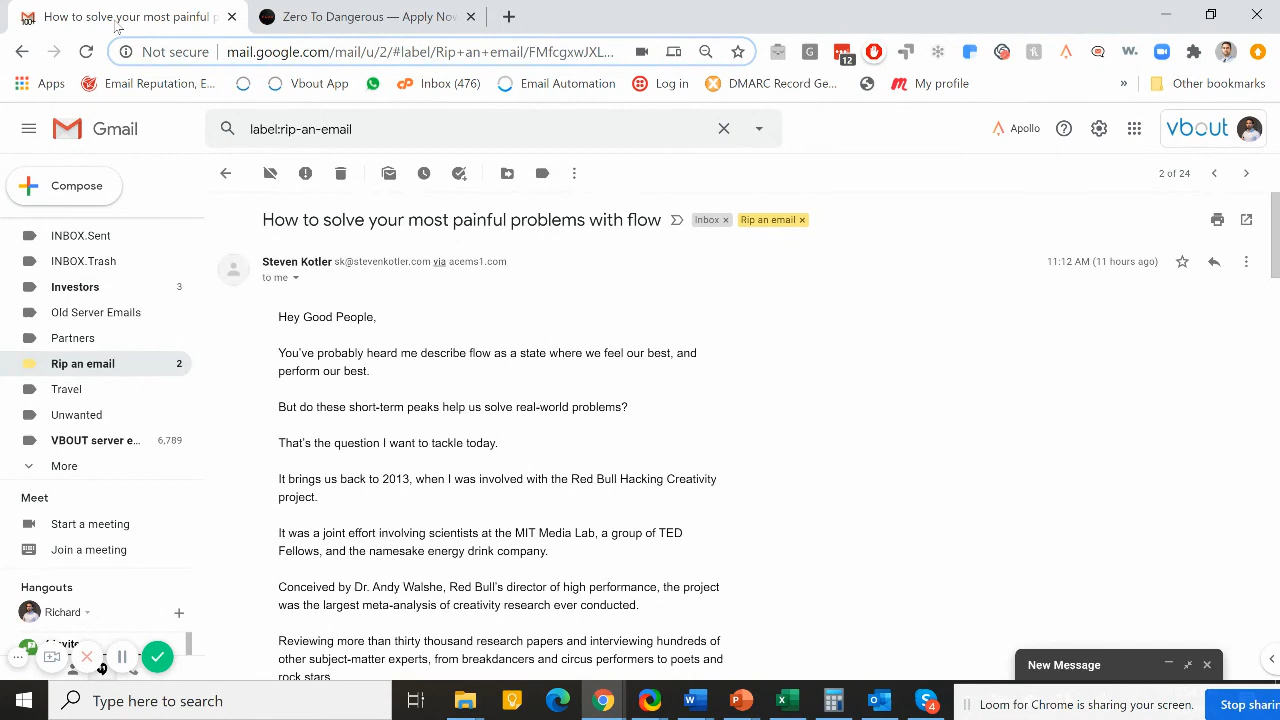 How to solve your most painful p
Zero To Dangerous — Apply Now
Not secure
mail.google.com/mail/u/2/#label/Rip+an+email/FMfcgxwJXL...
12
Apps
Email Reputation, E...
Vbout App
Inbox (476)
Email Automation
Log in
DMARC Record Ge...
My profile
»
Other bookmarks
Gmail
label:rip-an-email
Apollo
vbout
Compose
2 of 24
INBOX.Sent
INBOX.Trash
Investors 3
Old Server Emails
Partners
Rip an email 2
Travel
Unwanted
VBOUT server e... 6,789
More
Meet
Start a meeting
Join a meeting
Hangouts
Richard
How to solve your most painful problems with flow
Inbox x
Rip an email x
Steven Kotler sk@stevenkotler.com via acems1.com
11:12 AM (11 hours ago)
to me
Hey Good People,
You've probably heard me describe flow as a state where we feel our best, and
perform our best.
But do these short-term peaks help us solve real-world problems?
That's the question I want to tackle today.
It brings us back to 2013, when I was involved with the Red Bull Hacking Creativity
project.
It was a joint effort involving scientists at the MIT Media Lab, a group of TED
Fellows, and the namesake energy drink company.
Conceived by Dr. Andy Walshe, Red Bull's director of high performance, the project
was the largest meta-analysis of creativity research ever conducted.
Reviewing more than thirty thousand research papers and interviewing hundreds of
other subject-matter experts, from breakdancers and circus performers to poets and
rock stars
New Message
Type here to search
4
Loom for Chrome is sharing your screen.
Stop sharin